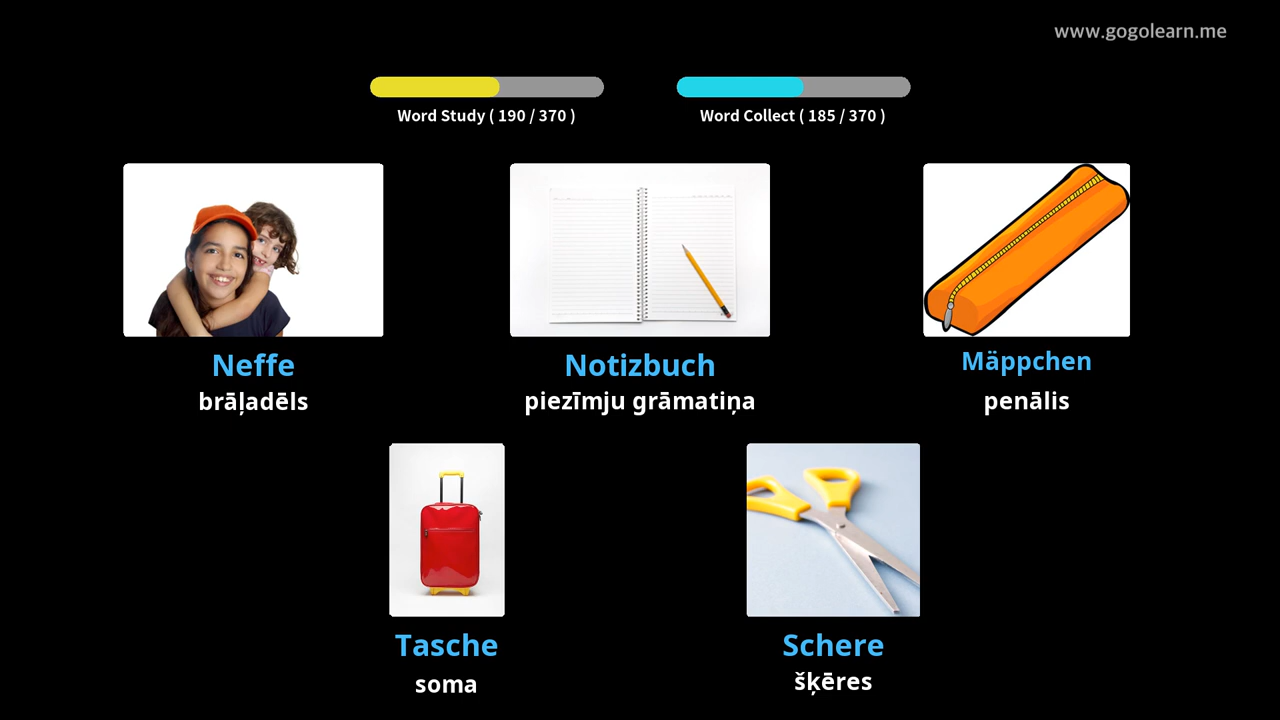 www.gogolearn.me
Word Study ( 190 / 370 )
Word Collect ( 185 / 370 )
Neffe
brāļadēls
Notizbuch
piezīmju grāmatiņa
Mäppchen
penālis
Tasche
soma
Schere
šķēres